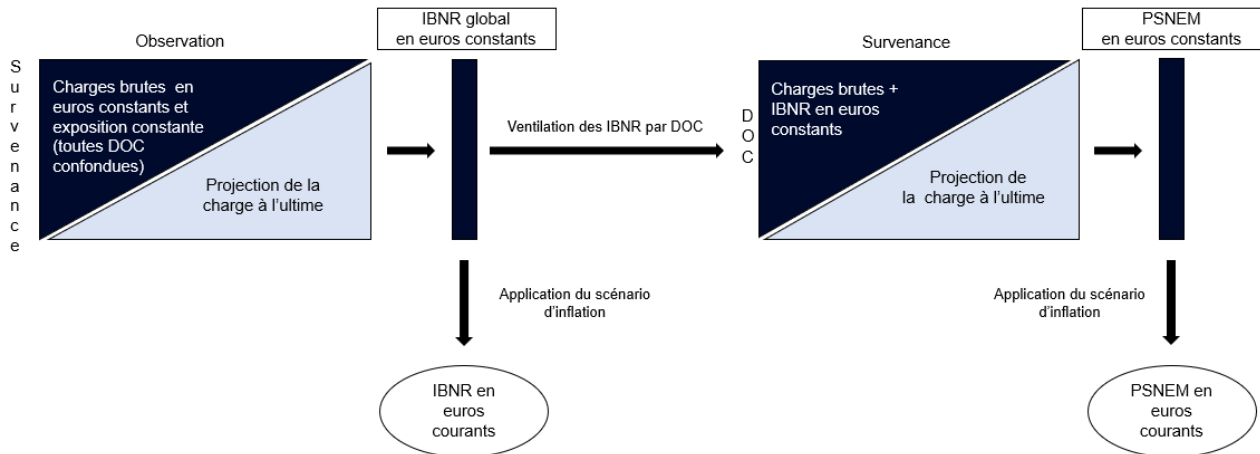 IBNR global
en euros constants
PSNEM
en euros constants
Observation
Survenance
Survenance
Charges brutes en
euros constants et
exposition constante
(toutes DOC
confondues)
Projection de la
charge à l'ultime
Ventilation des IBNR par DOC
DOC
Charges brutes +
IBNR en euros
constants
Projection de
la charge à l'ultime
Application du scénario
d'inflation
Application du scénario
d'inflation
IBNR en
euros
courants
PSNEM en
euros
courants